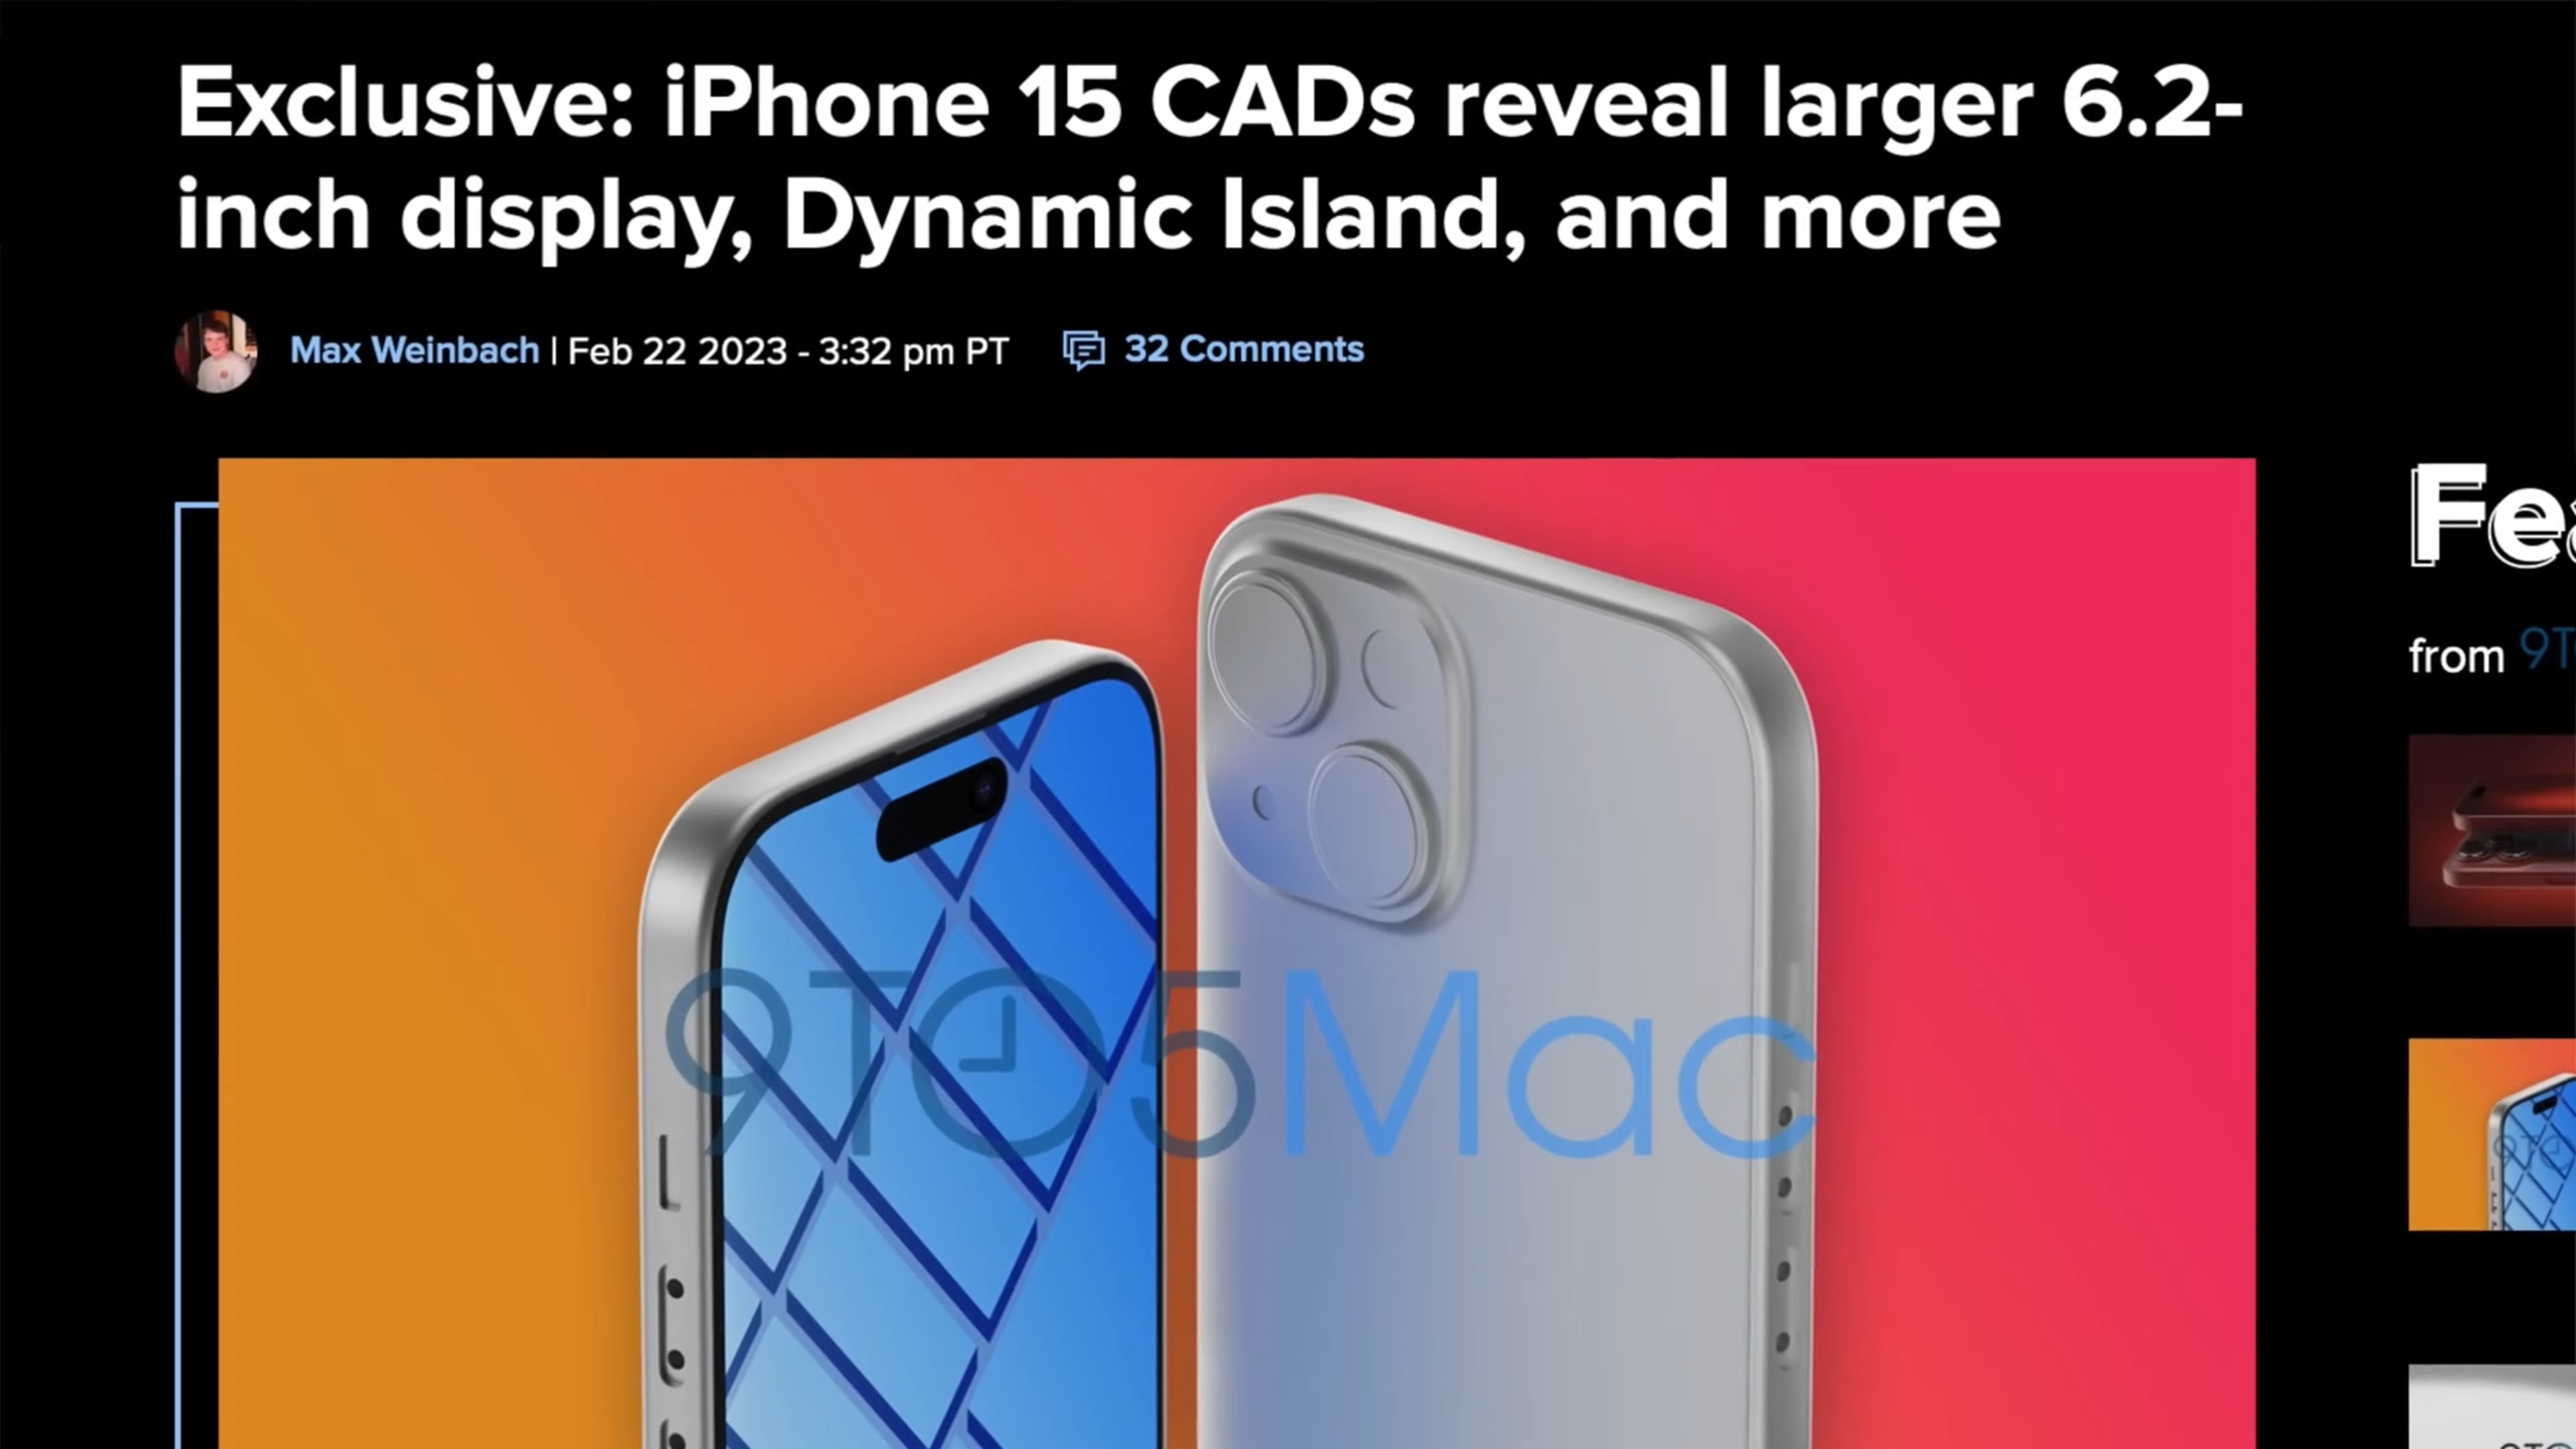 Exclusive: iPhone 15 CADs reveal larger 6.2-
inch display, Dynamic Island, and more
Max Weinbach | Feb 22 2023 - 3:32 pm PT 32 Comments
9TO5Mac
from